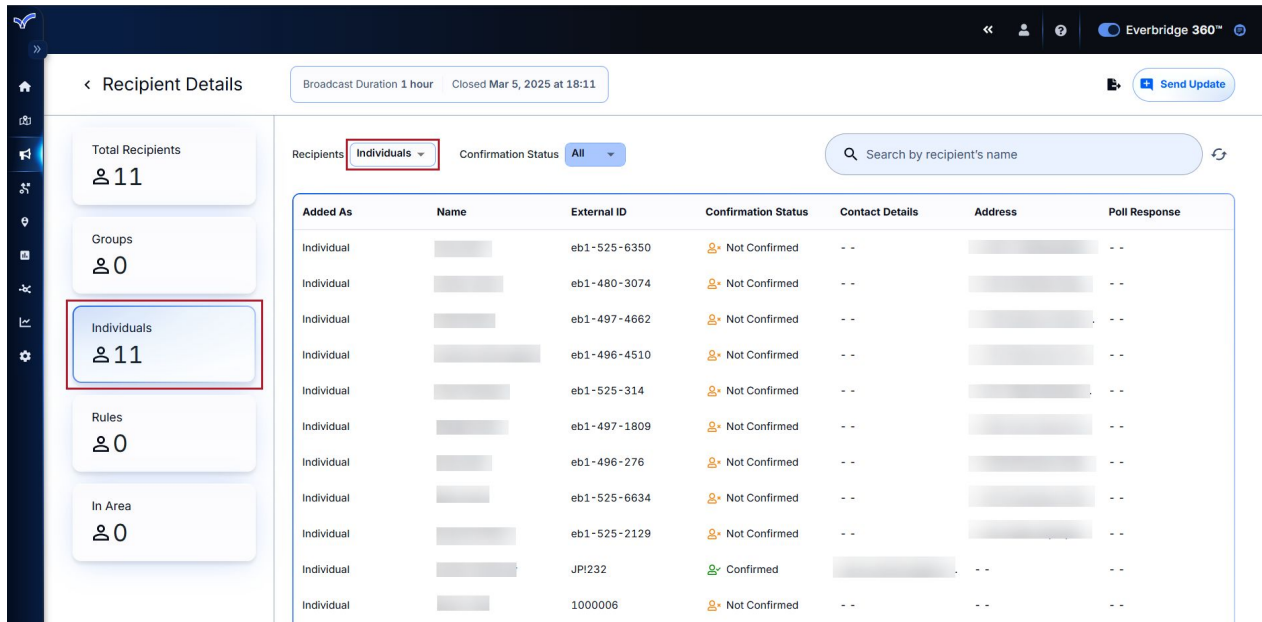 Everbridge 360™
Recipient Details
Broadcast Duration 1 hour Closed Mar 5, 2025 at 18:11
Send Update
Total Recipients
11
Groups
0
Individuals
11
Rules
0
In Area
0
Recipients Individuals Confirmation Status All Search by recipient's name
Added As Name External ID Confirmation Status Contact Details Address Poll Response
Individual eb1-525-6350 Not Confirmed - - - -
Individual eb1-480-3074 Not Confirmed - - - -
Individual eb1-497-4662 Not Confirmed - - - -
Individual eb1-496-4510 Not Confirmed - - - -
Individual eb1-525-314 Not Confirmed - - - -
Individual eb1-497-1809 Not Confirmed - - - -
Individual eb1-496-276 Not Confirmed - - - -
Individual eb1-525-6634 Not Confirmed - - - -
Individual eb1-525-2129 Not Confirmed - - - -
Individual JP!232 Confirmed - - - -
Individual 1000006 Not Confirmed - - - - - -